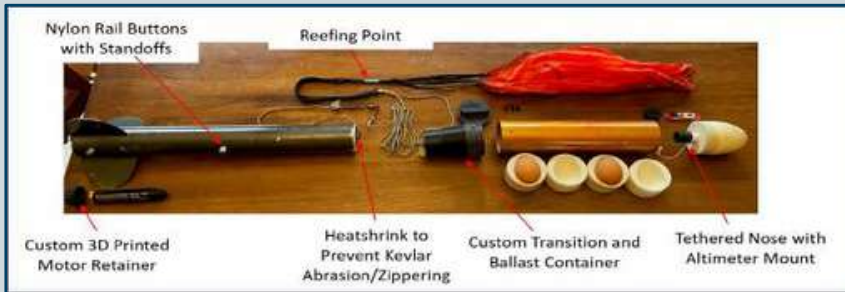 Nylon Rail Buttons
with Standoffs
Reefing Point
Custom 3D Printed
Motor Retainer
Heatshrink to
Prevent Kevlar
Abrasion/Zippering
Custom Transition and
Ballast Container
Tethered Nose with
Altimeter Mount